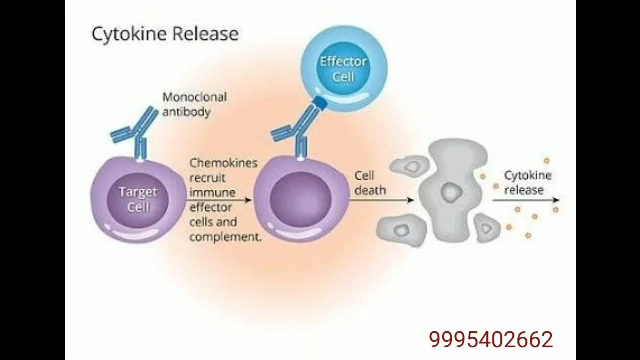 Cytokine Release
Effector
Cell
Monoclonal
antibody
Target
Cell
Chemokines
recruit
immune
effector
cells and
complement.
Cell
death
Cytokine
release
9995402662